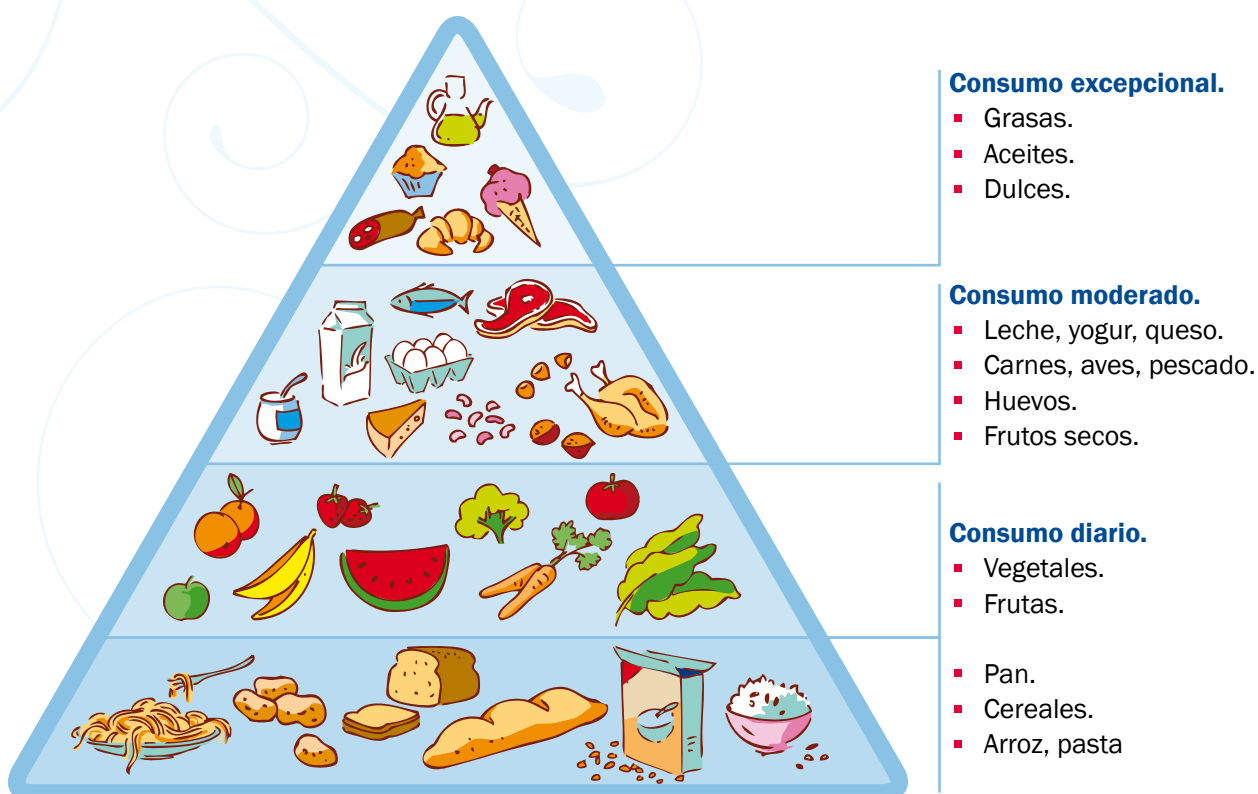 Consumo excepcional.
▪ Grasas.
▪ Aceites.
▪ Dulces.
Consumo moderado.
▪ Leche, yogur, queso.
▪ Carnes, aves, pescado.
▪ Huevos.
▪ Frutos secos.
Consumo diario.
▪ Vegetales.
▪ Frutas.
▪ Pan.
▪ Cereales.
▪ Arroz, pasta